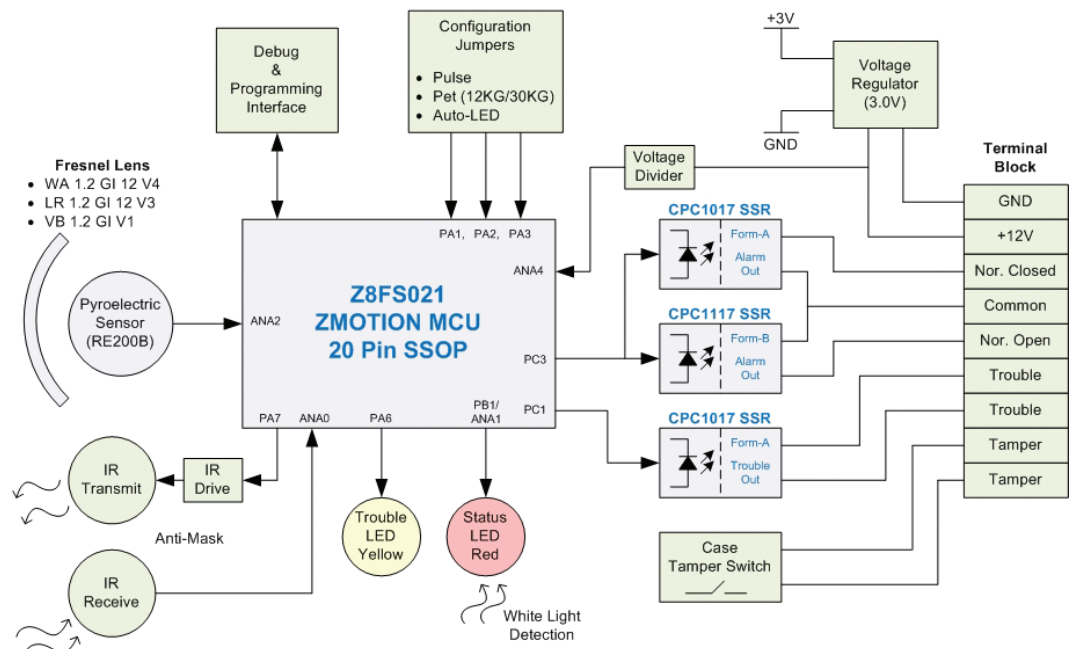 Debug
&
Programming
Interface
Configuration
Jumpers
• Pulse
• Pet (12KG/30KG)
• Auto-LED
+3V
GND
Voltage
Regulator
(3.0V)
Voltage
Divider
Terminal
Block
GND
+12V
Nor. Closed
Common
Nor. Open
Trouble
Trouble
Tamper
Tamper
Fresnel Lens
• WA 1.2 GI 12 V4
• LR 1.2 GI 12 V3
• VB 1.2 GI V1
Pyroelectric
Sensor
(RE200B)
PA1, PA2, PA3
ANA4
ANA2
Z8FS021
ZMOTION MCU
20 Pin SSOP
PC3
PC1
PA7 ANA0 PA6
PB1/
ANA1
CPC1017 SSR
Form-A
Alarm
Out
CPC1117 SSR
Form-B
Alarm
Out
CPC1017 SSR
Form-A
Trouble
Out
IR
Transmit
IR
Drive
Anti-Mask
IR
Receive
Trouble
LED
Yellow
Status
LED
Red
White Light
Detection
Case
Tamper Switch